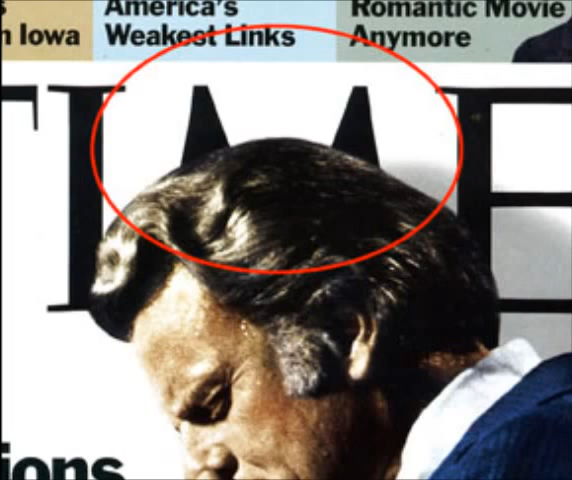 America's
Weakest Links
Romantic Movie
Anymore
n Iowa
TIME
ions